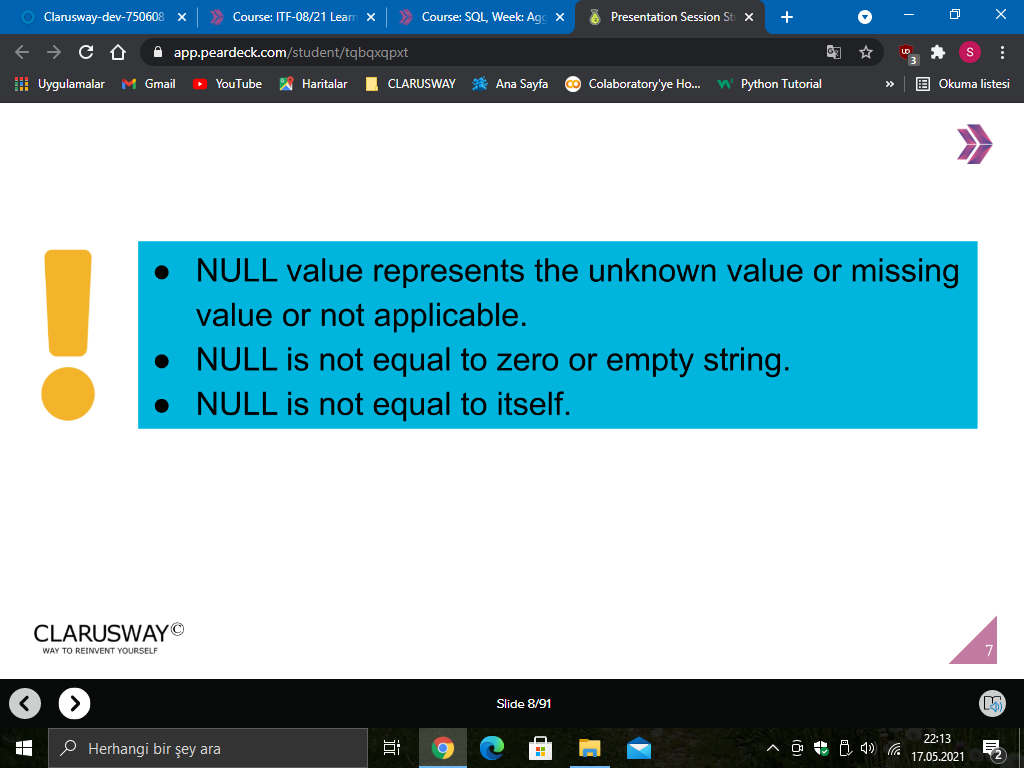 Clarusway-dev-750608
Course: ITF-08/21 Learn
Course: SQL, Week: Agg
Presentation Session St
app.peardeck.com/student/tqbqxqpxt
S
3
Uygulamalar
Gmail
YouTube
Haritalar
CLARUSWAY
Ana Sayfa
Colaboratory'ye Ho...
Python Tutorial
»
Okuma listesi
● NULL value represents the unknown value or missing
value or not applicable.
● NULL is not equal to zero or empty string.
● NULL is not equal to itself.
CLARUSWAY©
WAY TO REINVENT YOURSELF
7
Slide 8/91
Herhangi bir şey ara
22:13
17.05.2021
2